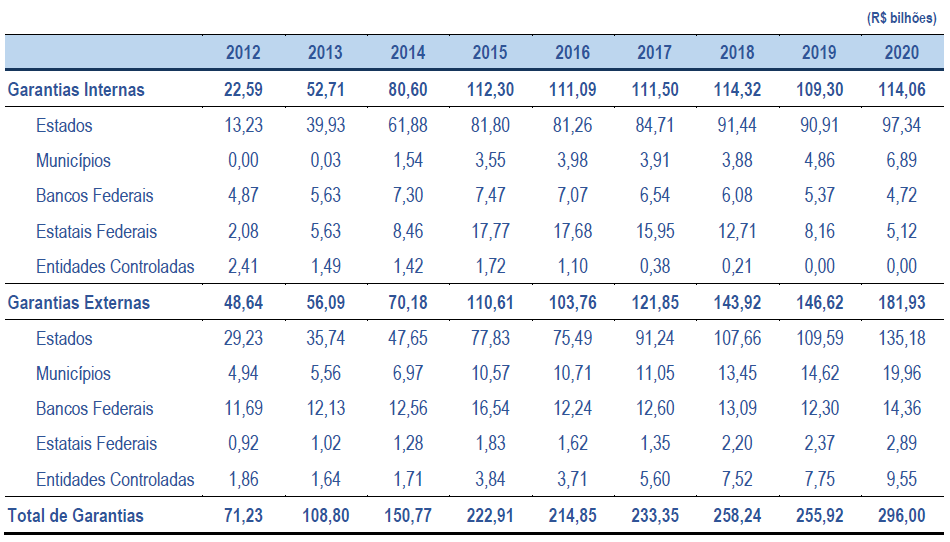 (R$ bilhões)
2012 2013 2014 2015 2016 2017 2018 2019 2020
Garantias Internas 22,59 52,71 80,60 112,30 111,09 111,50 114,32 109,30 114,06
Estados 13,23 39,93 61,88 81,80 81,26 84,71 91,44 90,91 97,34
Municípios 0,00 0,03 1,54 3,55 3,98 3,91 3,88 4,86 6,89
Bancos Federais 4,87 5,63 7,30 7,47 7,07 6,54 6,08 5,37 4,72
Estatais Federais 2,08 5,63 8,46 17,77 17,68 15,95 12,71 8,16 5,12
Entidades Controladas 2,41 1,49 1,42 1,72 1,10 0,38 0,21 0,00 0,00
Garantias Externas 48,64 56,09 70,18 110,61 103,76 121,85 143,92 146,62 181,93
Estados 29,23 35,74 47,65 77,83 75,49 91,24 107,66 109,59 135,18
Municípios 4,94 5,56 6,97 10,57 10,71 11,05 13,45 14,62 19,96
Bancos Federais 11,69 12,13 12,56 16,54 12,24 12,60 13,09 12,30 14,36
Estatais Federais 0,92 1,02 1,28 1,83 1,62 1,35 2,20 2,37 2,89
Entidades Controladas 1,86 1,64 1,71 3,84 3,71 5,60 7,52 7,75 9,55
Total de Garantias 71,23 108,80 150,77 222,91 214,85 233,35 258,24 255,92 296,00